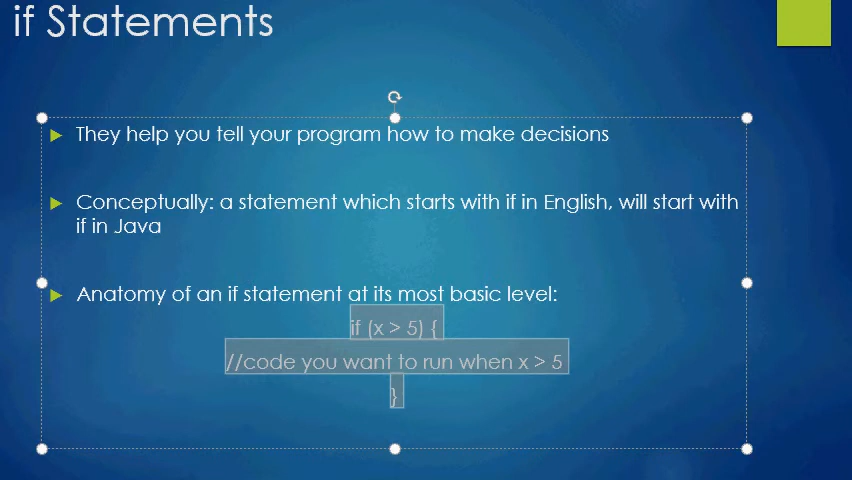 if Statements
They help you tell your program how to make decisions
Conceptually: a statement which starts with if in English, will start with
if in Java
Anatomy of an if statement at its most basic level:
if (x > 5) {
//code you want to run when x > 5
}